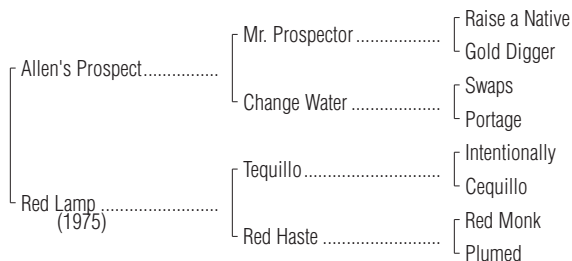 Raise a Native
Mr. Prospector ..................
Gold Digger
Allen's Prospect................
Swaps
Change Water ...................
Portage
Intentionally
Tequillo.............................
Cequillo
Red Lamp .........................
(1975)
Red Monk
Red Haste .........................
Plumed